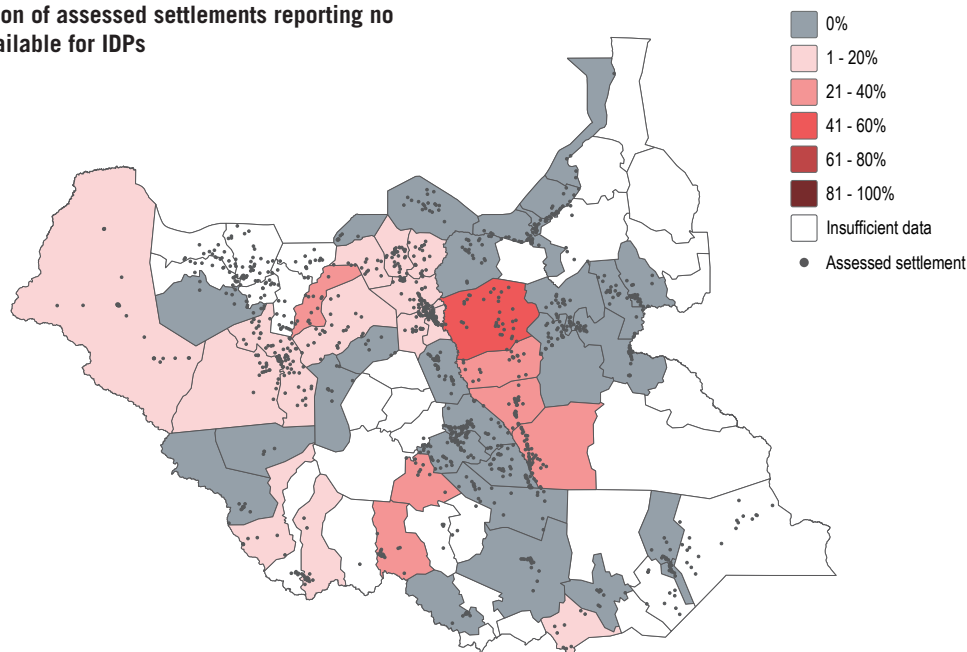 on of assessed settlements reporting no
ailable for IDPs
0%
1 - 20%
21 - 40%
41 - 60%
61 - 80%
81 - 100%
Insufficient data
Assessed settlement